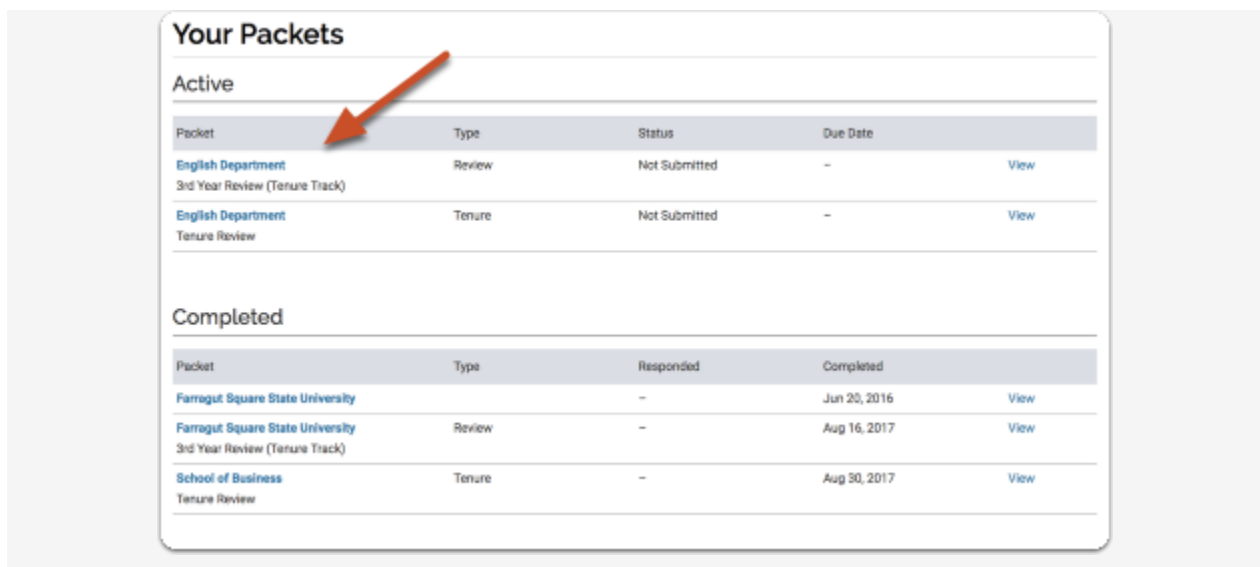 Your Packets
Active
Packet Type Status Due Date
English Department Review Not Submitted – View
3rd Year Review (Tenure Track)
English Department Tenure Not Submitted – View
Tenure Review
Completed
Packet Type Responded Completed
Farragut Square State University – Jun 20, 2016 View
Farragut Square State University Review – Aug 16, 2017 View
3rd Year Review (Tenure Track)
School of Business Tenure – Aug 30, 2017 View
Tenure Review